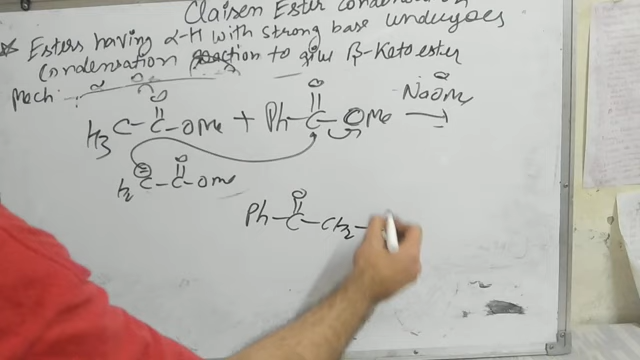 Claisen Ester Condensation
* Esters having α-H with strong base undergoes
Condensation reaction to give β-Keto ester
Mech:
O O NaOMe
H3C-C-OMe + Ph-C-OMe →
O
H2C-C-OMe
O
Ph-C-CH2-